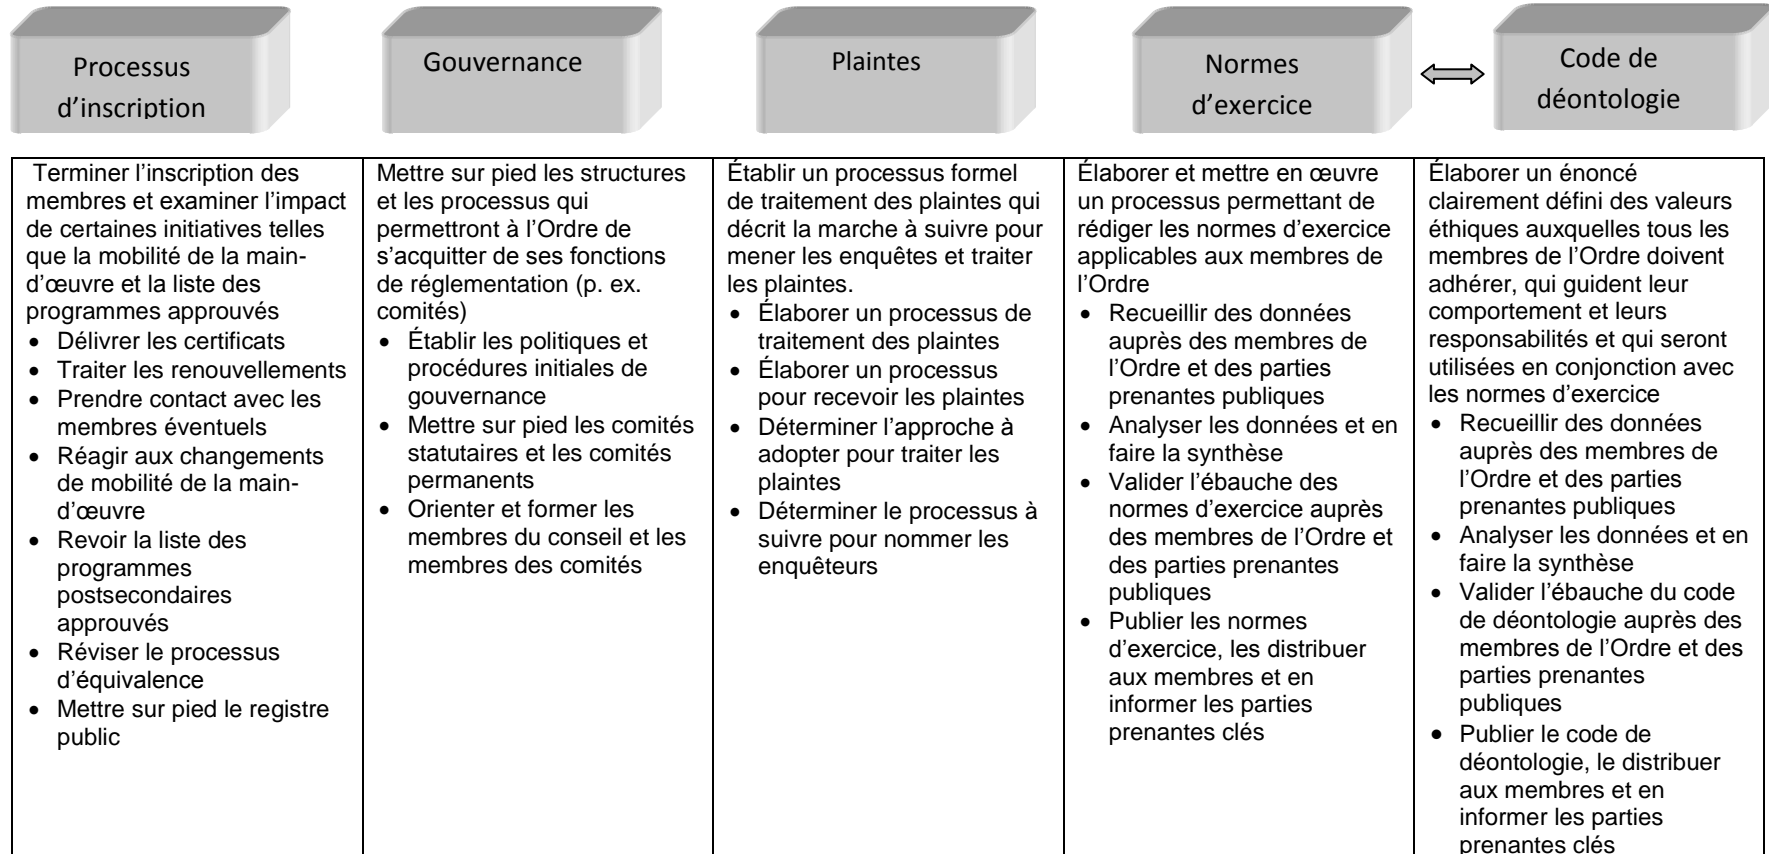 Processus
d’inscription
Gouvernance
Plaintes
Normes
d’exercice
Code de
déontologie
Terminer l’inscription des
membres et examiner l’impact
de certaines initiatives telles
que la mobilité de la main-
d’œuvre et la liste des
programmes approuvés
• Délivrer les certificats
• Traiter les renouvellements
• Prendre contact avec les
membres éventuels
• Réagir aux changements
de mobilité de la main-
d’œuvre
• Revoir la liste des
programmes
postsecondaires
approuvés
• Réviser le processus
d’équivalence
• Mettre sur pied le registre
public
Mettre sur pied les structures
et les processus qui
permettront à l’Ordre de
s’acquitter de ses fonctions
de réglementation (p. ex.
comités)
• Établir les politiques et
procédures initiales de
gouvernance
• Mettre sur pied les comités
statutaires et les comités
permanents
• Orienter et former les
membres du conseil et les
membres des comités
Établir un processus formel
de traitement des plaintes qui
décrit la marche à suivre pour
mener les enquêtes et traiter
les plaintes.
• Élaborer un processus de
traitement des plaintes
• Élaborer un processus
pour recevoir les plaintes
• Déterminer l’approche à
adopter pour traiter les
plaintes
• Déterminer le processus à
suivre pour nommer les
enquêteurs
Élaborer et mettre en œuvre
un processus permettant de
rédiger les normes d’exercice
applicables aux membres de
l’Ordre
• Recueillir des données
auprès des membres de
l’Ordre et des parties
prenantes publiques
• Analyser les données et en
faire la synthèse
• Valider l’ébauche des
normes d’exercice auprès
des membres de l’Ordre et
des parties prenantes
publiques
• Publier les normes
d’exercice, les distribuer
aux membres et en
informer les parties
prenantes clés
Élaborer un énoncé
clairement défini des valeurs
éthiques auxquelles tous les
membres de l’Ordre doivent
adhérer, qui guident leur
comportement et leurs
responsabilités et qui seront
utilisées en conjonction avec
les normes d’exercice
• Recueillir des données
auprès des membres de
l’Ordre et des parties
prenantes publiques
• Analyser les données et en
faire la synthèse
• Valider l’ébauche du code
de déontologie auprès des
membres de l’Ordre et des
parties prenantes
publiques
• Publier le code de
déontologie, le distribuer
aux membres et en
informer les parties
prenantes clés